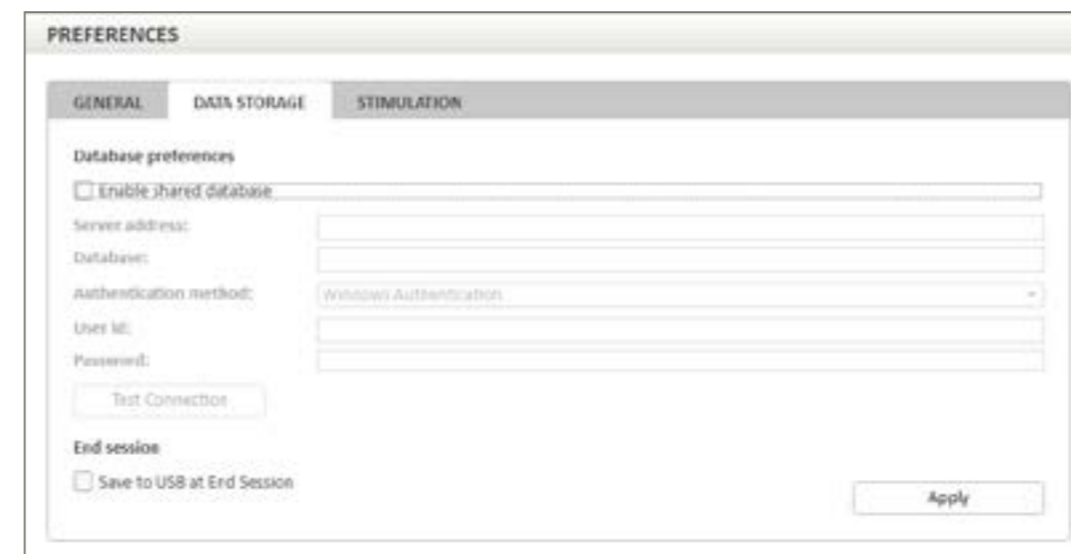 PREFERENCES
GENERAL DATA STORAGE STIMULATION
Database preferences
Enable shared database
Server address:
Database:
Authentication method: Windows Authentication
User Id:
Password:
Test Connection
End session
Save to USB at End Session
Apply